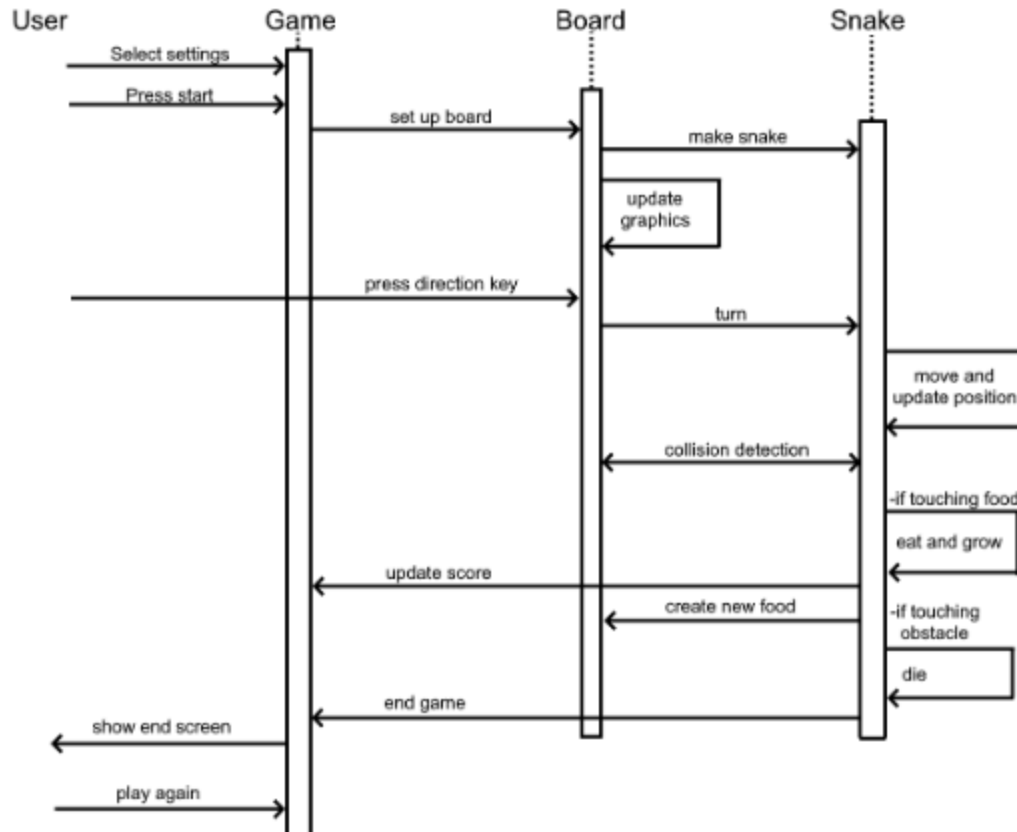 User Game Board Snake
Select settings
Press start
set up board
make snake
update
graphics
press direction key
turn
move and
update position
collision detection
-if touching food
eat and grow
update score
create new food
-if touching
obstacle
die
end game
show end screen
play again